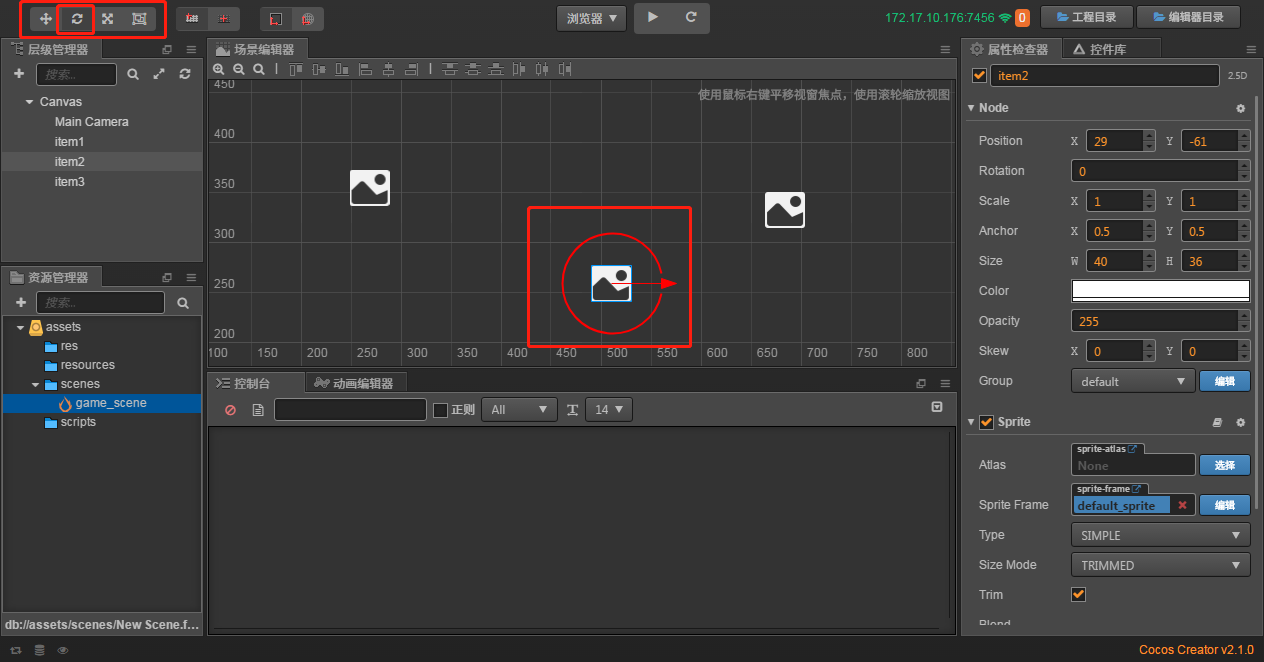 浏览器
172.17.10.176:7456
0
工程目录
编辑器目录
层级管理器
搜索...
Canvas
Main Camera
item1
item2
item3
资源管理器
搜索...
assets
res
resources
scenes
game_scene
scripts
db://assets/scenes/New Scene.f...
场景编辑器
使用鼠标右键平移视窗焦点，使用滚轮缩放视图
450
400
350
300
250
200
100 150 200 250 300 350 400 450 500 550 600 650 700 750 800
控制台
动画编辑器
正则
All
14
属性检查器
控件库
item2
2.5D
Node
Position X 29 Y -61
Rotation 0
Scale X 1 Y 1
Anchor X 0.5 Y 0.5
Size W 40 H 36
Color
Opacity 255
Skew X 0 Y 0
Group default 编辑
Sprite
sprite-atlas
Atlas None 选择
sprite-frame
Sprite Frame default_sprite 编辑
Type SIMPLE
Size Mode TRIMMED
Trim
Blend
Cocos Creator v2.1.0